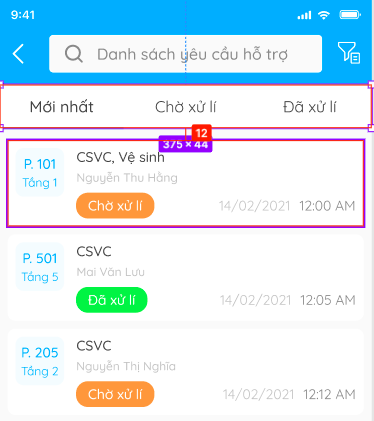 9:41
Danh sách yêu cầu hỗ trợ
Mới nhất
Chờ xử lí
Đã xử lí
12
375 × 44
P. 101
Tầng 1
CSVC, Vệ sinh
Nguyễn Thu Hằng
Chờ xử lí
14/02/2021 12:00 AM
P. 501
Tầng 5
CSVC
Mai Văn Lưu
Đã xử lí
14/02/2021 12:05 AM
P. 205
Tầng 2
CSVC
Nguyễn Thị Nghĩa
Chờ xử lí
14/02/2021 12:12 AM